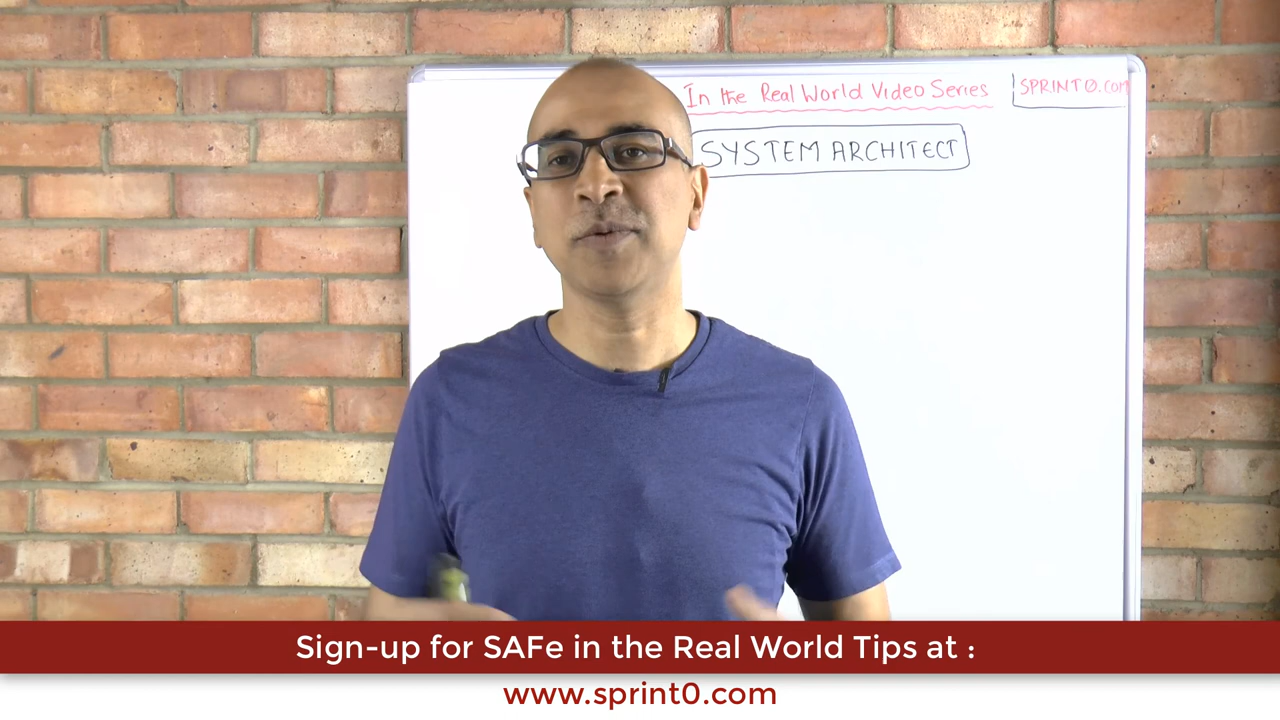 In the Real World Video Series
SPRINT0.COM
SYSTEM ARCHITECT
Sign-up for SAFe in the Real World Tips at :
www.sprint0.com